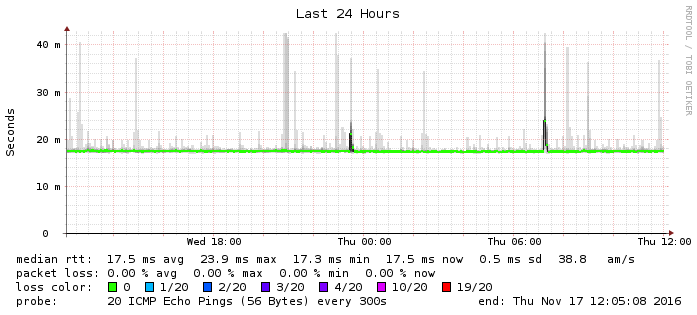 Last 24 Hours
RRDTOOL / TOBI OETIKER
Seconds
40 m
30 m
20 m
10 m
0
Wed 18:00 Thu 00:00 Thu 06:00 Thu 12:00
median rtt: 17.5 ms avg 23.9 ms max 17.3 ms min 17.5 ms now 0.5 ms sd 38.8 am/s
packet loss: 0.00 % avg 0.00 % max 0.00 % min 0.00 % now
loss color: 0 1/20 2/20 3/20 4/20 10/20 19/20
probe: 20 ICMP Echo Pings (56 Bytes) every 300s end: Thu Nov 17 12:05:08 2016